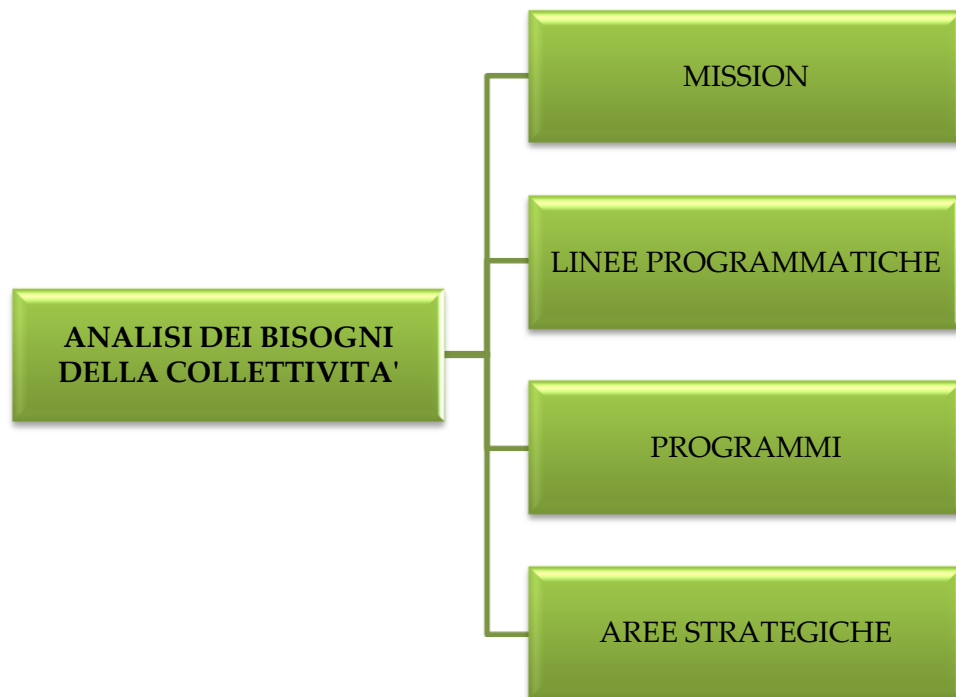 MISSION
LINEE PROGRAMMATICHE
ANALISI DEI BISOGNI
DELLA COLLETTIVITA'
PROGRAMMI
AREE STRATEGICHE